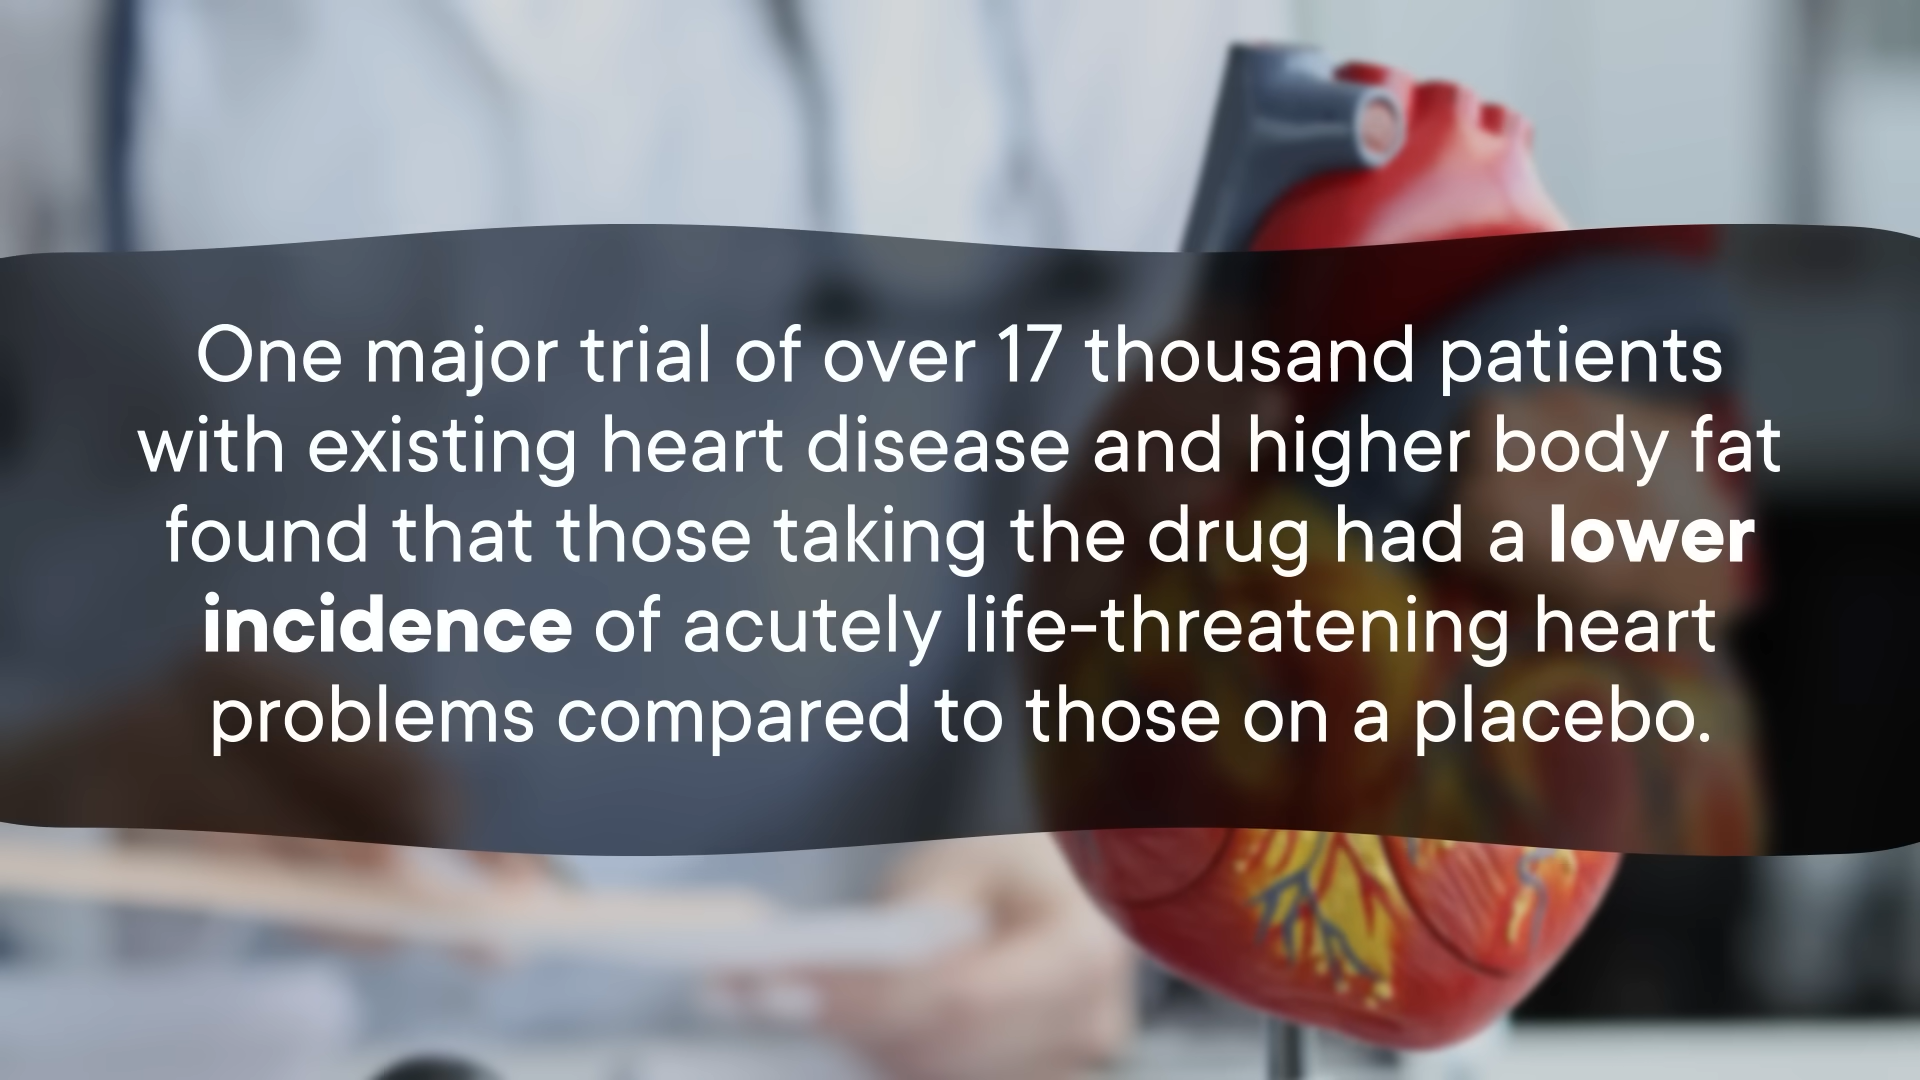 One major trial of over 17 thousand patients
with existing heart disease and higher body fat
found that those taking the drug had a lower
incidence of acutely life-threatening heart
problems compared to those on a placebo.